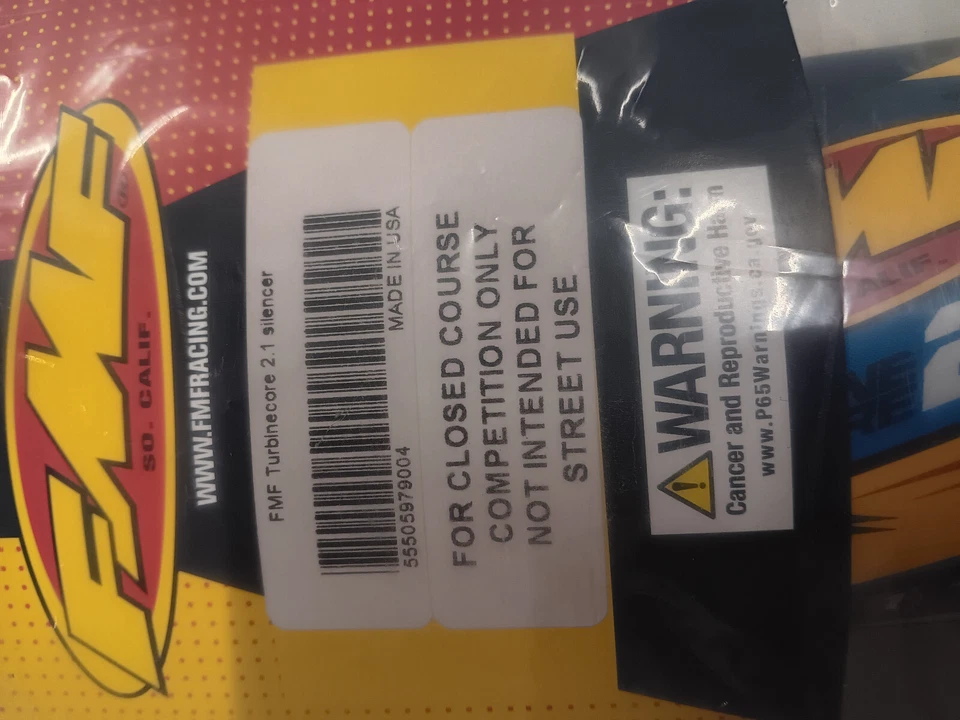 FMF
®
SO. CALIF.
WWW.FMFRACING.COM
FMF Turbinecore 2.1 silencer
MADE IN USA
55505979004
FOR CLOSED COURSE
COMPETITION ONLY
NOT INTENDED FOR
STREET USE
WARNING:
Cancer and Reproductive Harm
www.P65Warnings.ca.gov
CALIF.